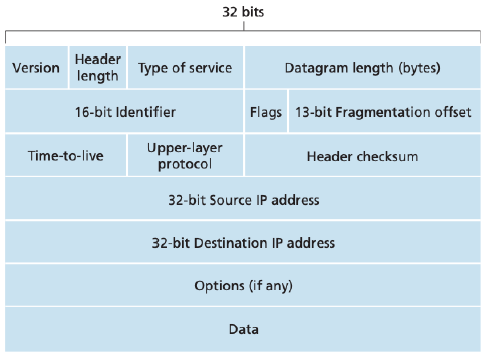 32 bits
Version
Header
length
Type of service
Datagram length (bytes)
16-bit Identifier
Flags
13-bit Fragmentation offset
Time-to-live
Upper-layer
protocol
Header checksum
32-bit Source IP address
32-bit Destination IP address
Options (if any)
Data